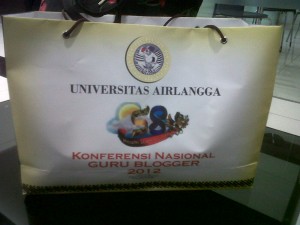 UNIVERSITAS AIRLANGGA
KONFERENSI NASIONAL
GURU BLOGGER
2012